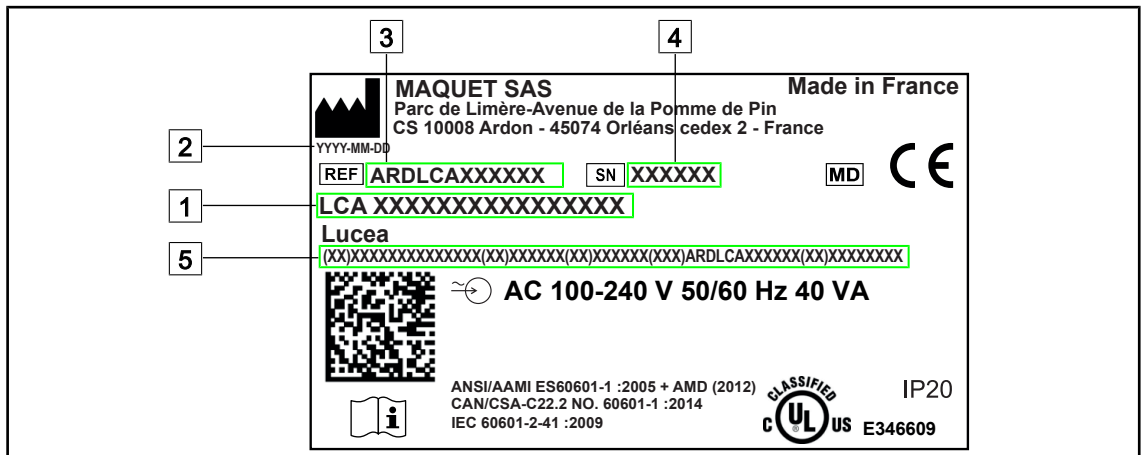 3 4
MAQUET SAS Made in France
Parc de Limère-Avenue de la Pomme de Pin
CS 10008 Ardon - 45074 Orléans cedex 2 - France
2 YYYY-MM-DD
REF ARDLCAXXXXXX SN XXXXXX MD CE
1 LCA XXXXXXXXXXXXXXXX
Lucea
5 (XX)XXXXXXXXXXXXXX(XX)XXXXXX(XX)XXXXXX(XXX)ARDLCAXXXXXX(XX)XXXXXXXX
AC 100-240 V 50/60 Hz 40 VA
ANSI/AAMI ES60601-1 :2005 + AMD (2012)
CAN/CSA-C22.2 NO. 60601-1 :2014
IEC 60601-2-41 :2009
i
CLASSIFIED
C UL ® US E346609
IP20